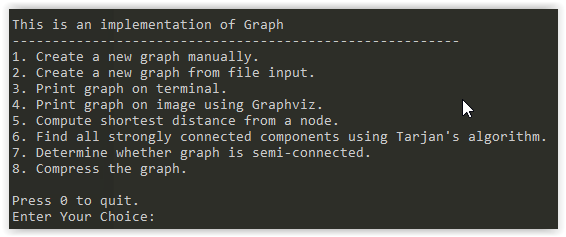 This is an implementation of Graph
--------------------------------------------------------
1. Create a new graph manually.
2. Create a new graph from file input.
3. Print graph on terminal.
4. Print graph on image using Graphviz.
5. Compute shortest distance from a node.
6. Find all strongly connected components using Tarjan's algorithm.
7. Determine whether graph is semi-connected.
8. Compress the graph.
Press 0 to quit.
Enter Your Choice: